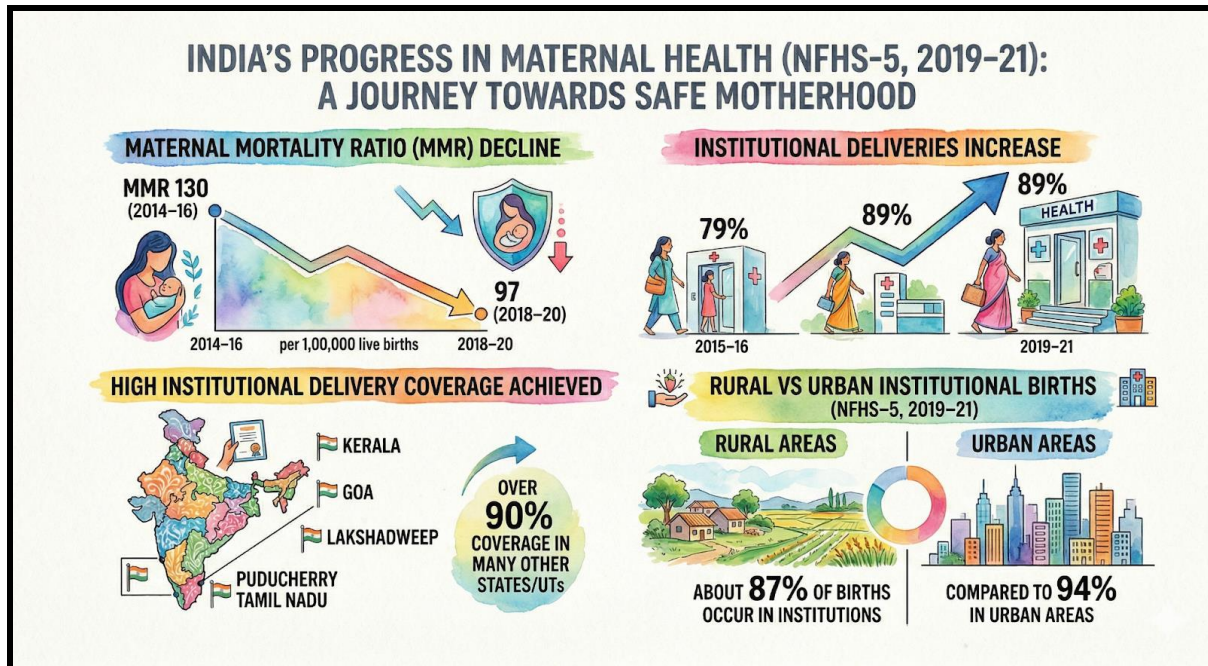 INDIA'S PROGRESS IN MATERNAL HEALTH (NFHS-5, 2019–21):
A JOURNEY TOWARDS SAFE MOTHERHOOD
MATERNAL MORTALITY RATIO (MMR) DECLINE
MMR 130
(2014–16)
97
(2018–20)
2014–16
per 1,00,000 live births
2018–20
INSTITUTIONAL DELIVERIES INCREASE
79%
89%
89%
HEALTH
2015–16
2019–21
HIGH INSTITUTIONAL DELIVERY COVERAGE ACHIEVED
KERALA
GOA
LAKSHADWEEP
PUDUCHERRY
TAMIL NADU
OVER
90%
COVERAGE IN
MANY OTHER
STATES/UTs
RURAL VS URBAN INSTITUTIONAL BIRTHS
(NFHS–5, 2019–21)
RURAL AREAS
ABOUT 87% OF BIRTHS
OCCUR IN INSTITUTIONS
URBAN AREAS
COMPARED TO 94%
IN URBAN AREAS